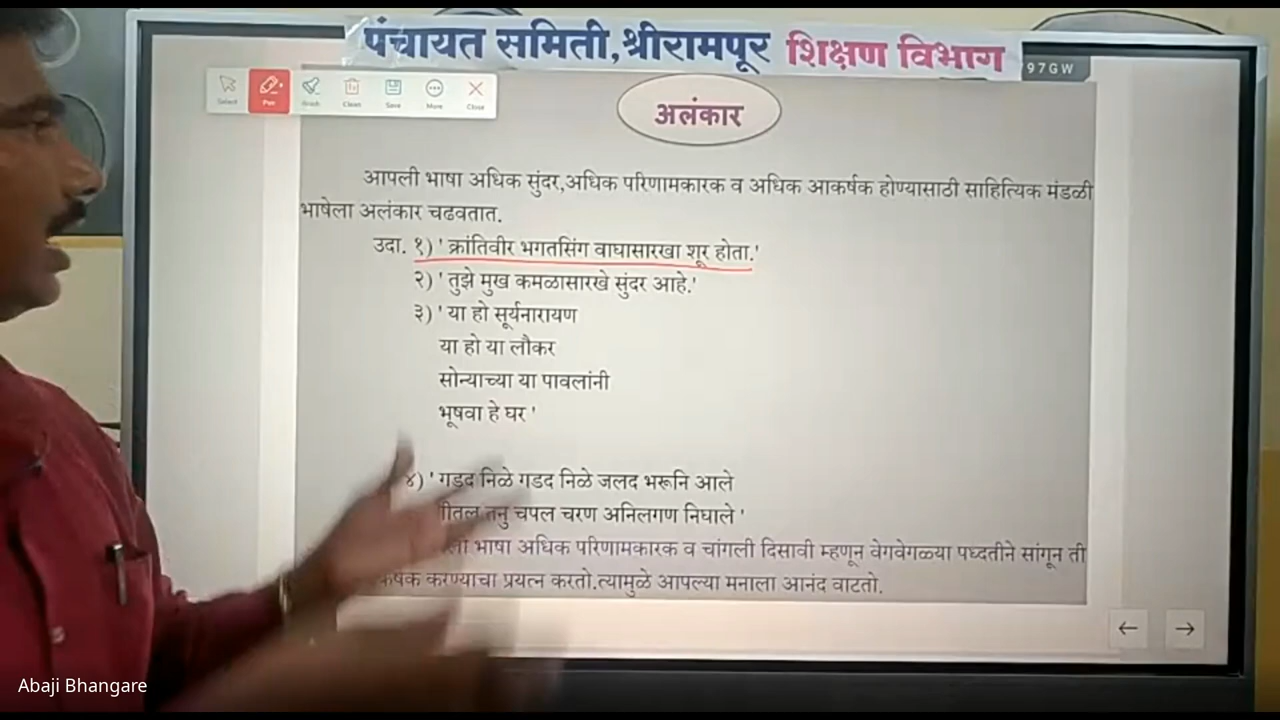 पंचायत समिती,श्रीरामपूर शिक्षण विभाग
97GW
Select Pen Clean Save More Close
अलंकार
आपली भाषा अधिक सुंदर,अधिक परिणामकारक व अधिक आकर्षक होण्यासाठी साहित्यिक मंडळी
भाषेला अलंकार चढवतात.
उदा. १) ' क्रांतिवीर भगतसिंग वाघासारखा शूर होता.'
२) ' तुझे मुख कमळासारखे सुंदर आहे.'
३) ' या हो सूर्यनारायण
या हो या लौकर
सोन्याच्या या पावलांनी
भूषवा हे घर '
४) ' गडद निळे गडद निळे जलद भरूनि आले
तनु चपल चरण अनिलगण निघाले '
भाषा अधिक परिणामकारक व चांगली दिसावी म्हणून वेगवेगळ्या पध्दतीने सांगून ती
करण्याचा प्रयत्न करतो.त्यामुळे आपल्या मनाला आनंद वाटतो.
Abaji Bhangare